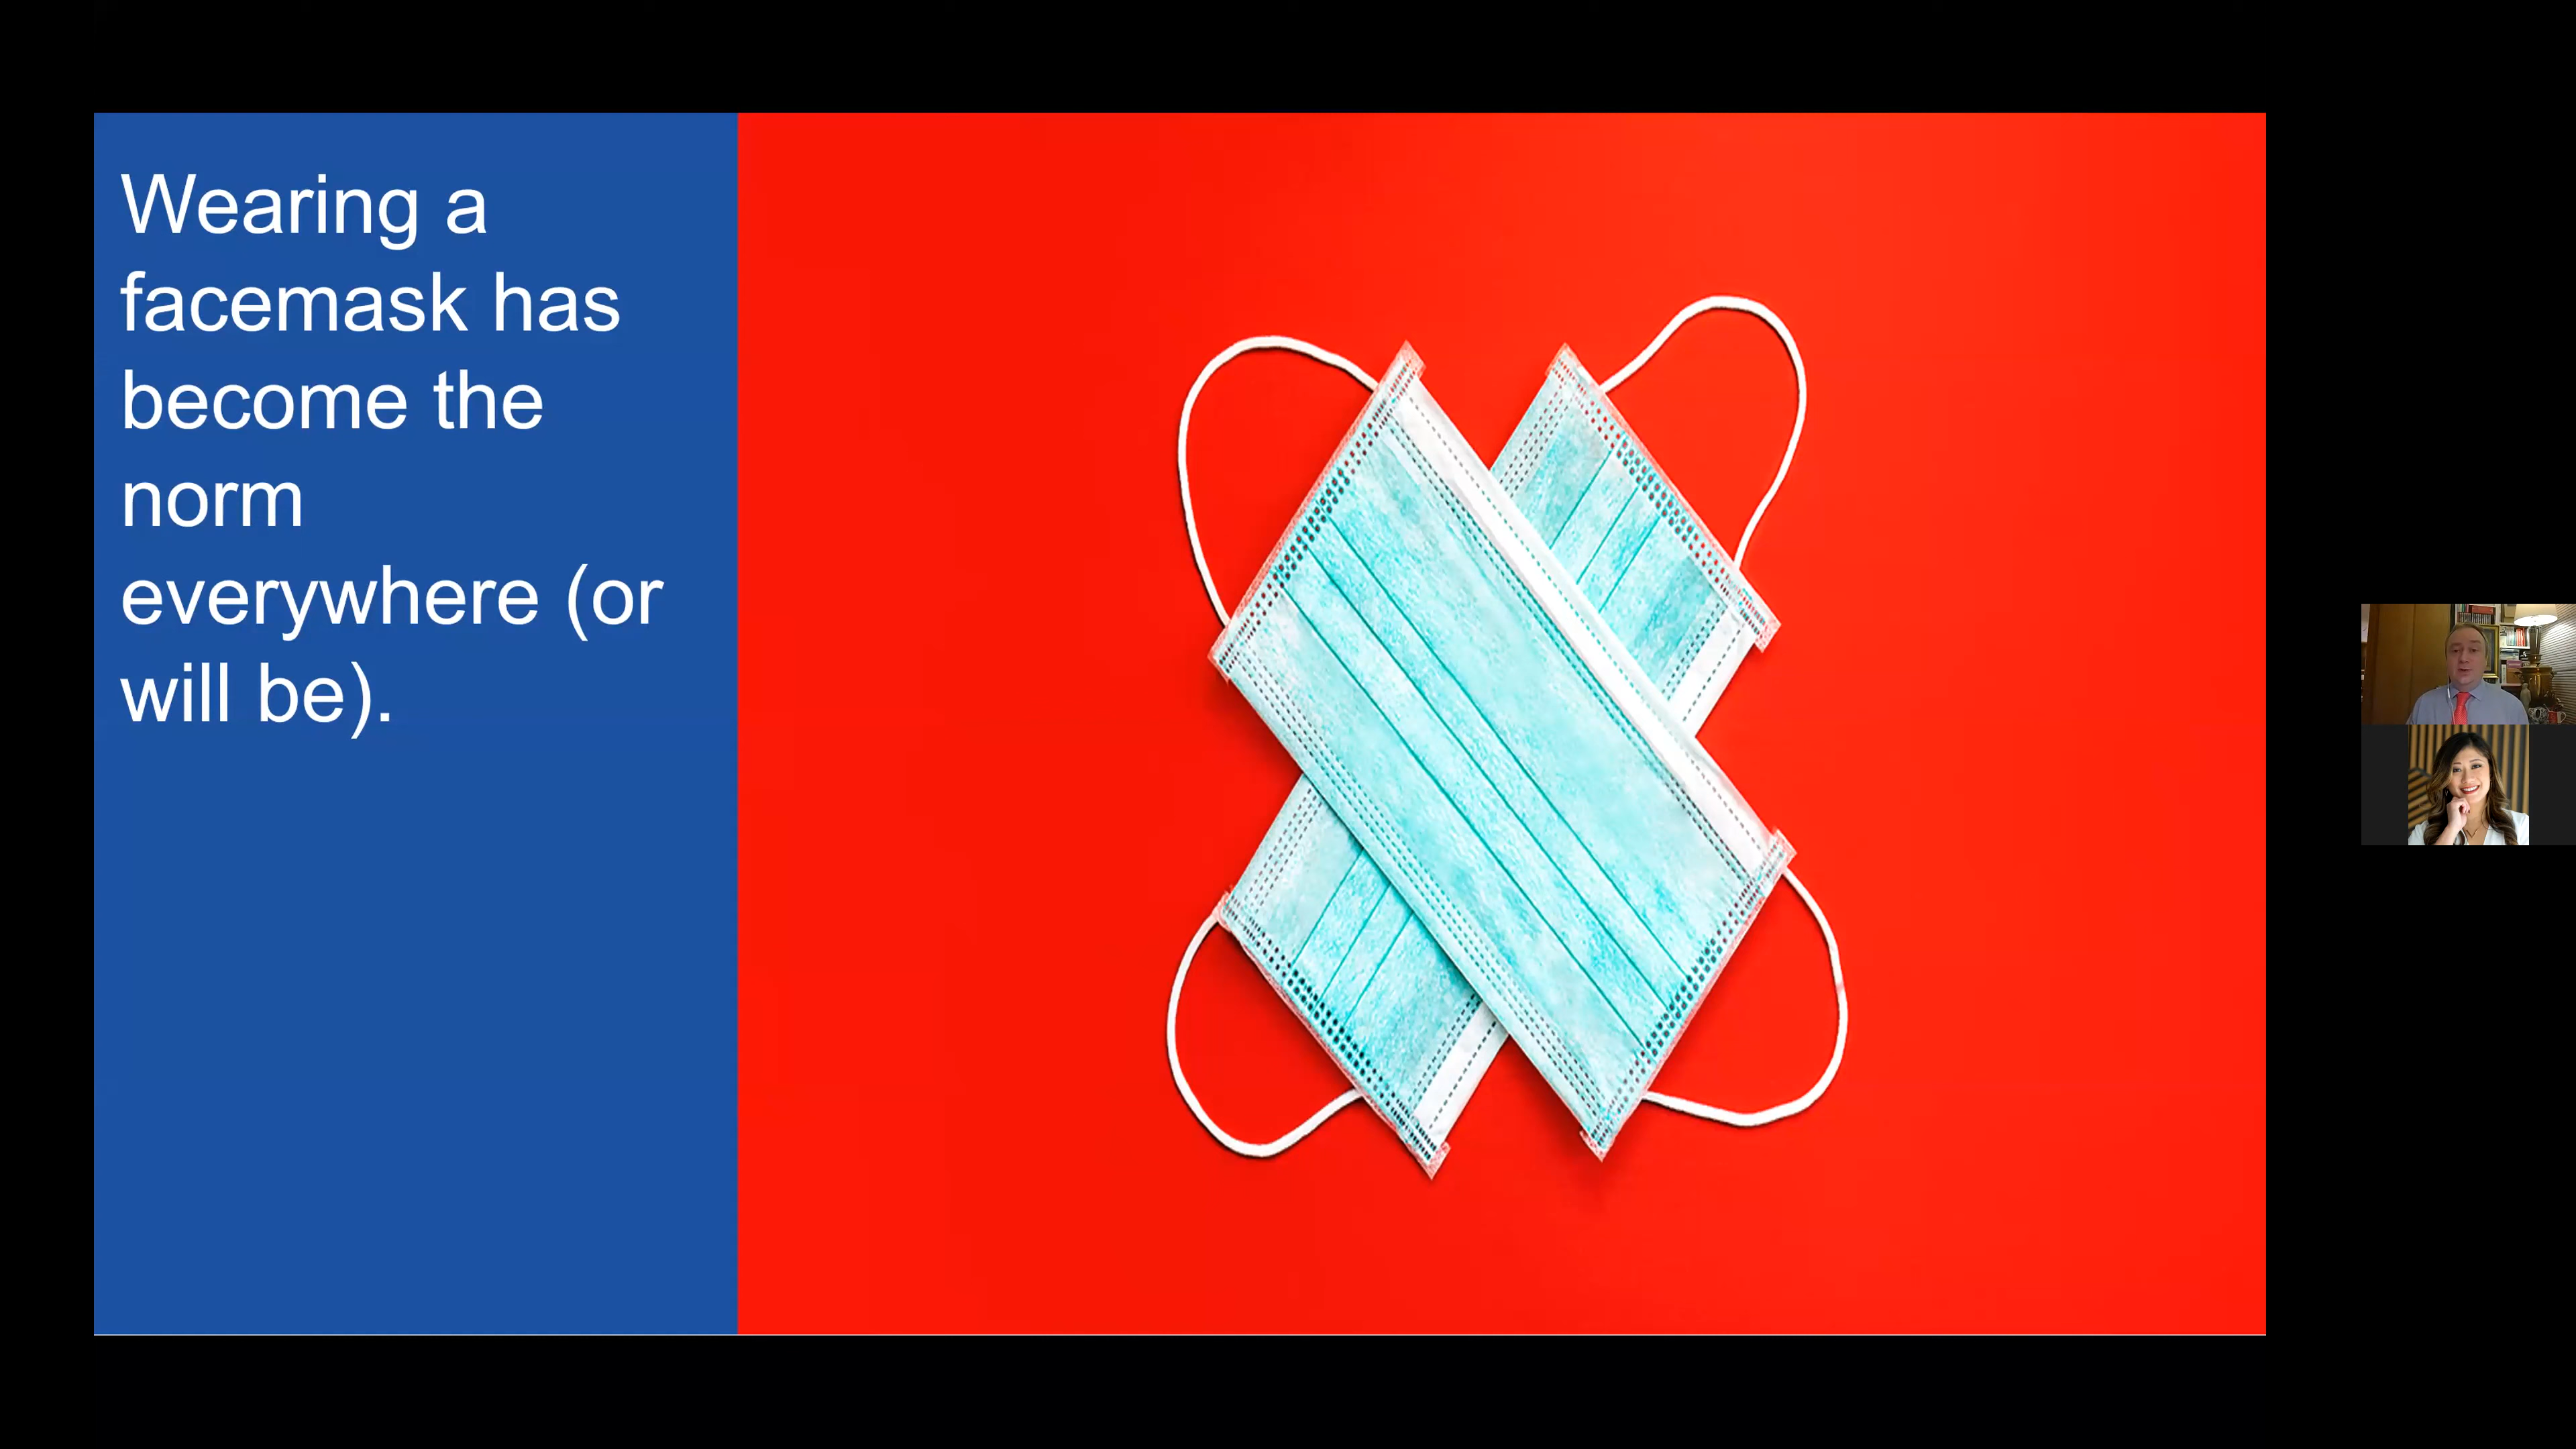 Wearing a
facemask has
become the
norm
everywhere (or
will be).